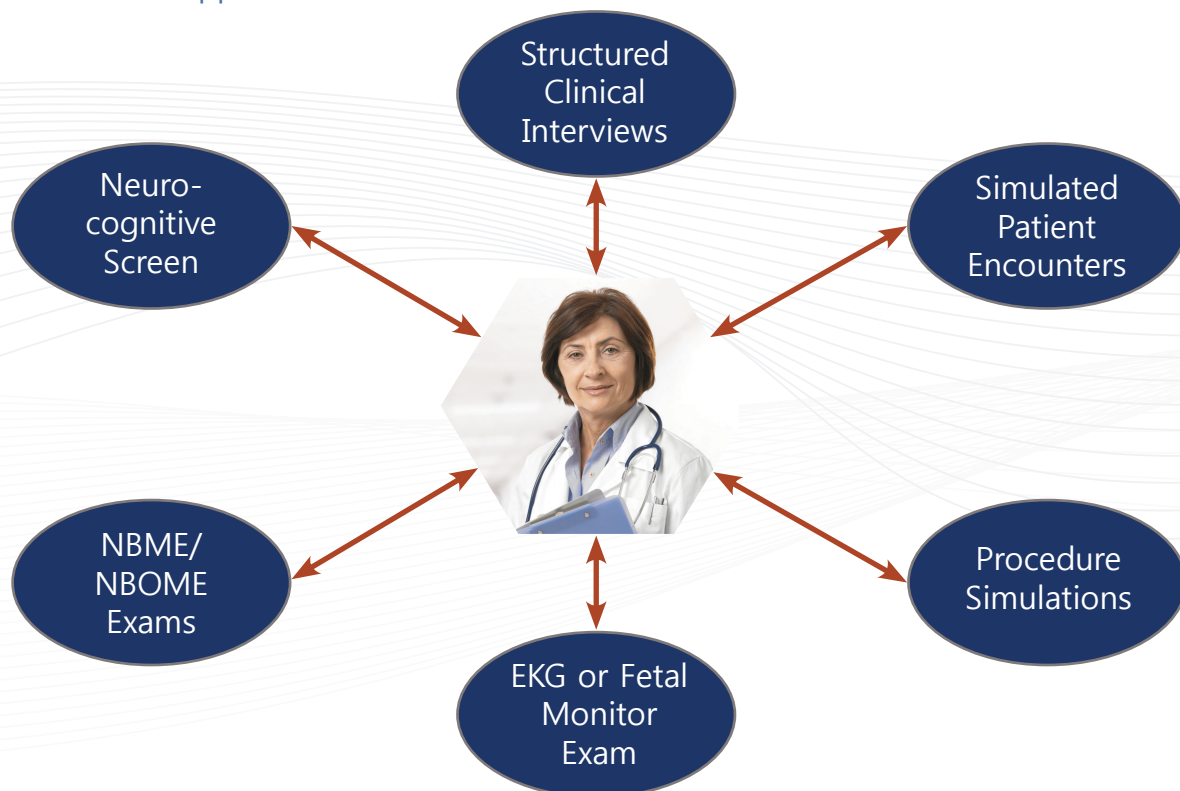 Structured
Clinical
Interviews
Neuro-
cognitive
Screen
Simulated
Patient
Encounters
NBME/
NBOME
Exams
Procedure
Simulations
EKG or Fetal
Monitor
Exam